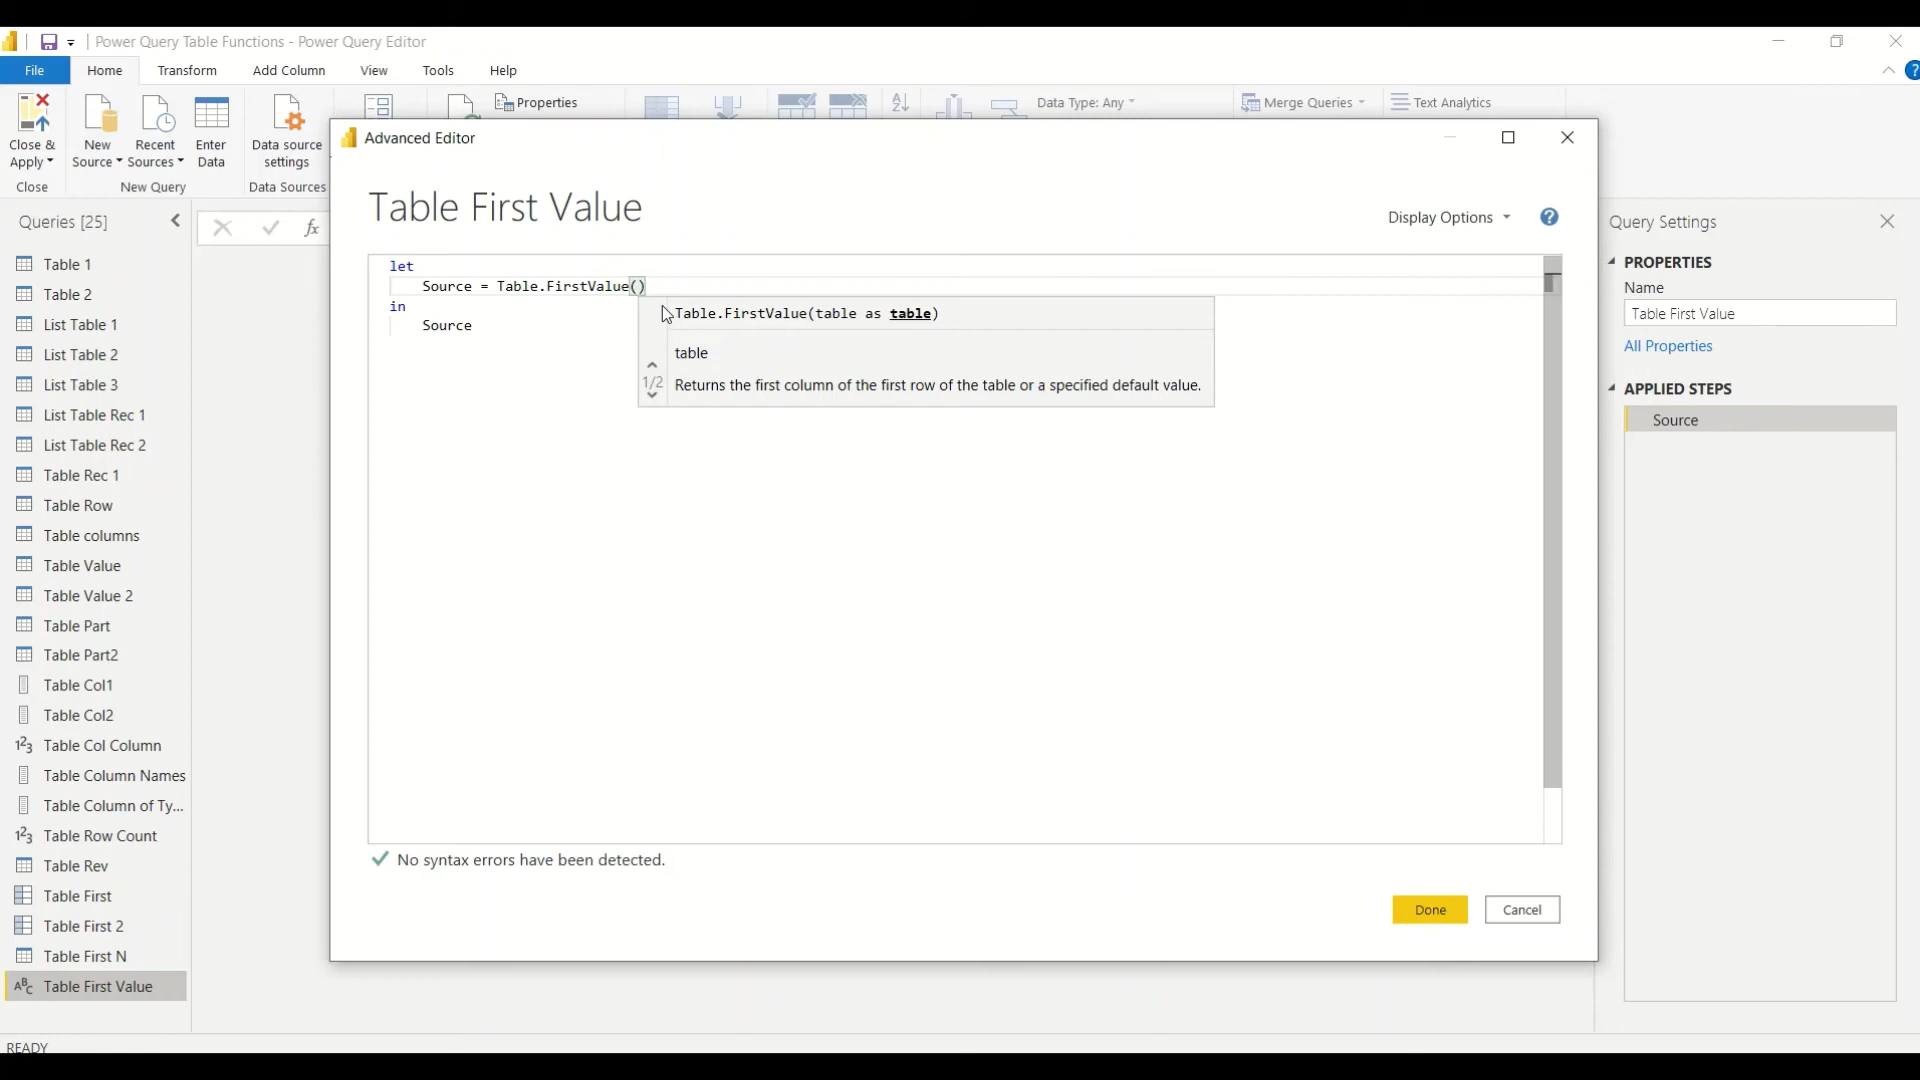 Power Query Table Functions - Power Query Editor
File Home Transform Add Column View Tools Help
Close & Apply
New Source
Recent Sources
Enter Data
Data source settings
Properties
Data Type: Any
Merge Queries
Text Analytics
Close
New Query
Data Sources
Queries [25]
fx
Table 1
Table 2
List Table 1
List Table 2
List Table 3
List Table Rec 1
List Table Rec 2
Table Rec 1
Table Row
Table columns
Table Value
Table Value 2
Table Part
Table Part2
Table Col1
Table Col2
123 Table Col Column
Table Column Names
Table Column of Ty...
123 Table Row Count
Table Rev
Table First
Table First 2
Table First N
ABC Table First Value
READY
Advanced Editor
Table First Value
Display Options
?
let
Source = Table.FirstValue()
in
Source
Table.FirstValue(table as table)
table
1/2
Returns the first column of the first row of the table or a specified default value.
No syntax errors have been detected.
Done
Cancel
?
Query Settings
PROPERTIES
Name
Table First Value
All Properties
APPLIED STEPS
Source